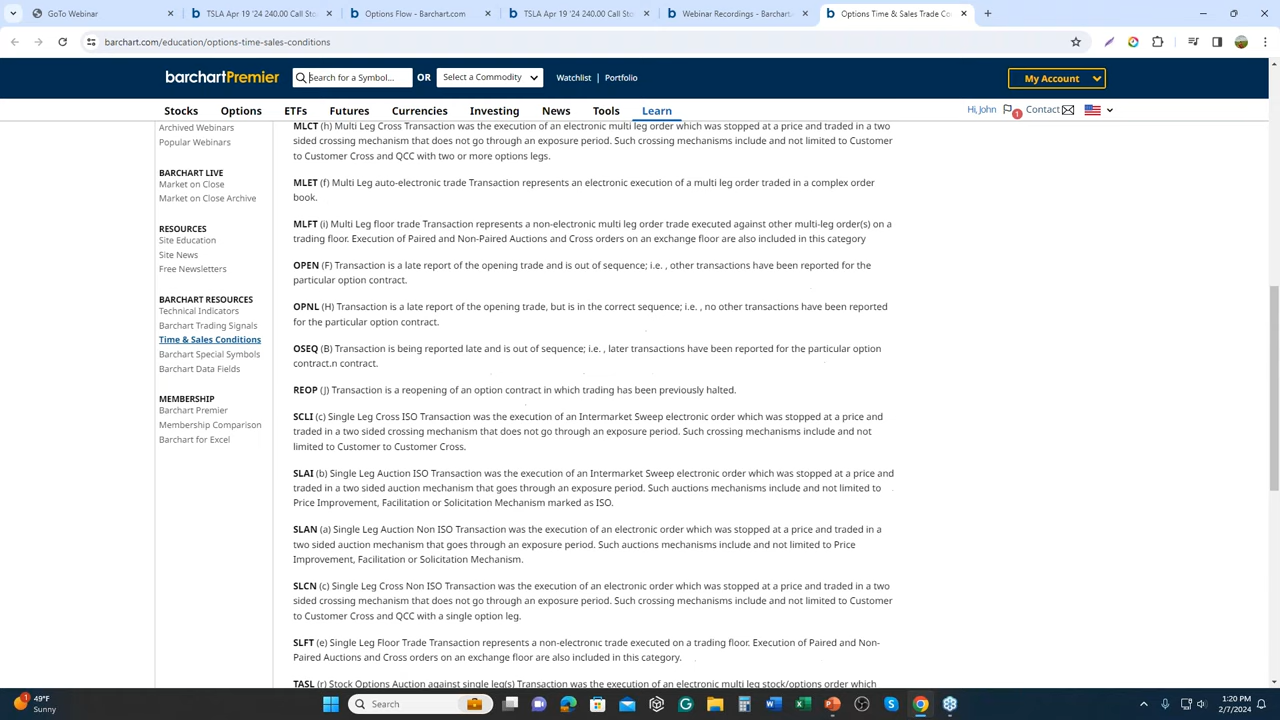 GoTo Webinar
TSLA Apr 19 '24 240.00 Call Sto
Options Flow - Barchart.com
TSLA Apr 19 '24 240.00 Call Sto
Webinar Recordings - Barchart.
Options Time & Sales Trade Co
barchart.com/education/options-time-sales-conditions
barchartPremier
Search for a Symbol...
OR
Select a Commodity
Watchlist
Portfolio
My Account
Stocks
Options
ETFs
Futures
Currencies
Investing
News
Tools
Learn
Hi, John
1
Contact
Archived Webinars
Popular Webinars
BARCHART LIVE
Market on Close
Market on Close Archive
RESOURCES
Site Education
Site News
Free Newsletters
BARCHART RESOURCES
Technical Indicators
Barchart Trading Signals
Time & Sales Conditions
Barchart Special Symbols
Barchart Data Fields
MEMBERSHIP
Barchart Premier
Membership Comparison
Barchart for Excel
MLCT (h) Multi Leg Cross Transaction was the execution of an electronic multi leg order which was stopped at a price and traded in a two
sided crossing mechanism that does not go through an exposure period. Such crossing mechanisms include and not limited to Customer
to Customer Cross and QCC with two or more options legs.
MLET (f) Multi Leg auto-electronic trade Transaction represents an electronic execution of a multi leg order traded in a complex order
book.
MLFT (i) Multi Leg floor trade Transaction represents a non-electronic multi leg order trade executed against other multi-leg order(s) on a
trading floor. Execution of Paired and Non-Paired Auctions and Cross orders on an exchange floor are also included in this category
OPEN (F) Transaction is a late report of the opening trade and is out of sequence; i.e. , other transactions have been reported for the
particular option contract.
OPNL (H) Transaction is a late report of the opening trade, but is in the correct sequence; i.e. , no other transactions have been reported
for the particular option contract.
OSEQ (B) Transaction is being reported late and is out of sequence; i.e. , later transactions have been reported for the particular option
contract.n contract.
REOP (J) Transaction is a reopening of an option contract in which trading has been previously halted.
SCLI (c) Single Leg Cross ISO Transaction was the execution of an Intermarket Sweep electronic order which was stopped at a price and
traded in a two sided crossing mechanism that does not go through an exposure period. Such crossing mechanisms include and not
limited to Customer to Customer Cross.
SLAI (b) Single Leg Auction ISO Transaction was the execution of an Intermarket Sweep electronic order which was stopped at a price and
traded in a two sided auction mechanism that goes through an exposure period. Such auctions mechanisms include and not limited to
Price Improvement, Facilitation or Solicitation Mechanism marked as ISO.
SLAN (a) Single Leg Auction Non ISO Transaction was the execution of an electronic order which was stopped at a price and traded in a
two sided auction mechanism that goes through an exposure period. Such auctions mechanisms include and not limited to Price
Improvement, Facilitation or Solicitation Mechanism.
SLCN (c) Single Leg Cross Non ISO Transaction was the execution of an electronic order which was stopped at a price and traded in a two
sided crossing mechanism that does not go through an exposure period. Such crossing mechanisms include and not limited to Customer
to Customer Cross and QCC with a single option leg.
SLFT (e) Single Leg Floor Trade Transaction represents a non-electronic trade executed on a trading floor. Execution of Paired and Non-
Paired Auctions and Cross orders on an exchange floor are also included in this category.
TASL (r) Stock Options Auction against single leg(s) Transaction was the execution of an electronic multi leg stock/options order which
1
49°F
Sunny
Search
1:20 PM
2/7/2024